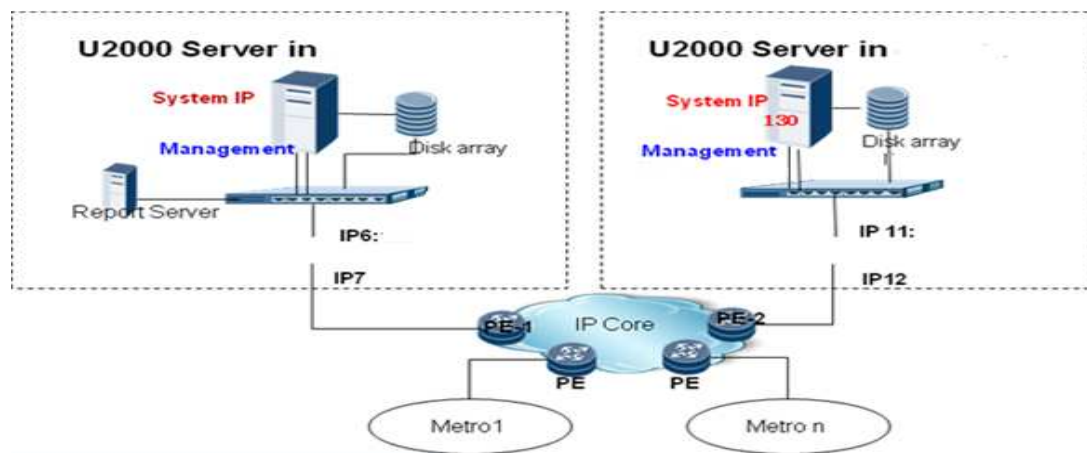 U2000 Server in
System IP
Management
Disk array
Report Server
IP6:
IP7
U2000 Server in
System IP
130
Management
Disk array
IP 11:
IP12
PE-1
IP Core
PE-2
PE
PE
Metro1
Metro n